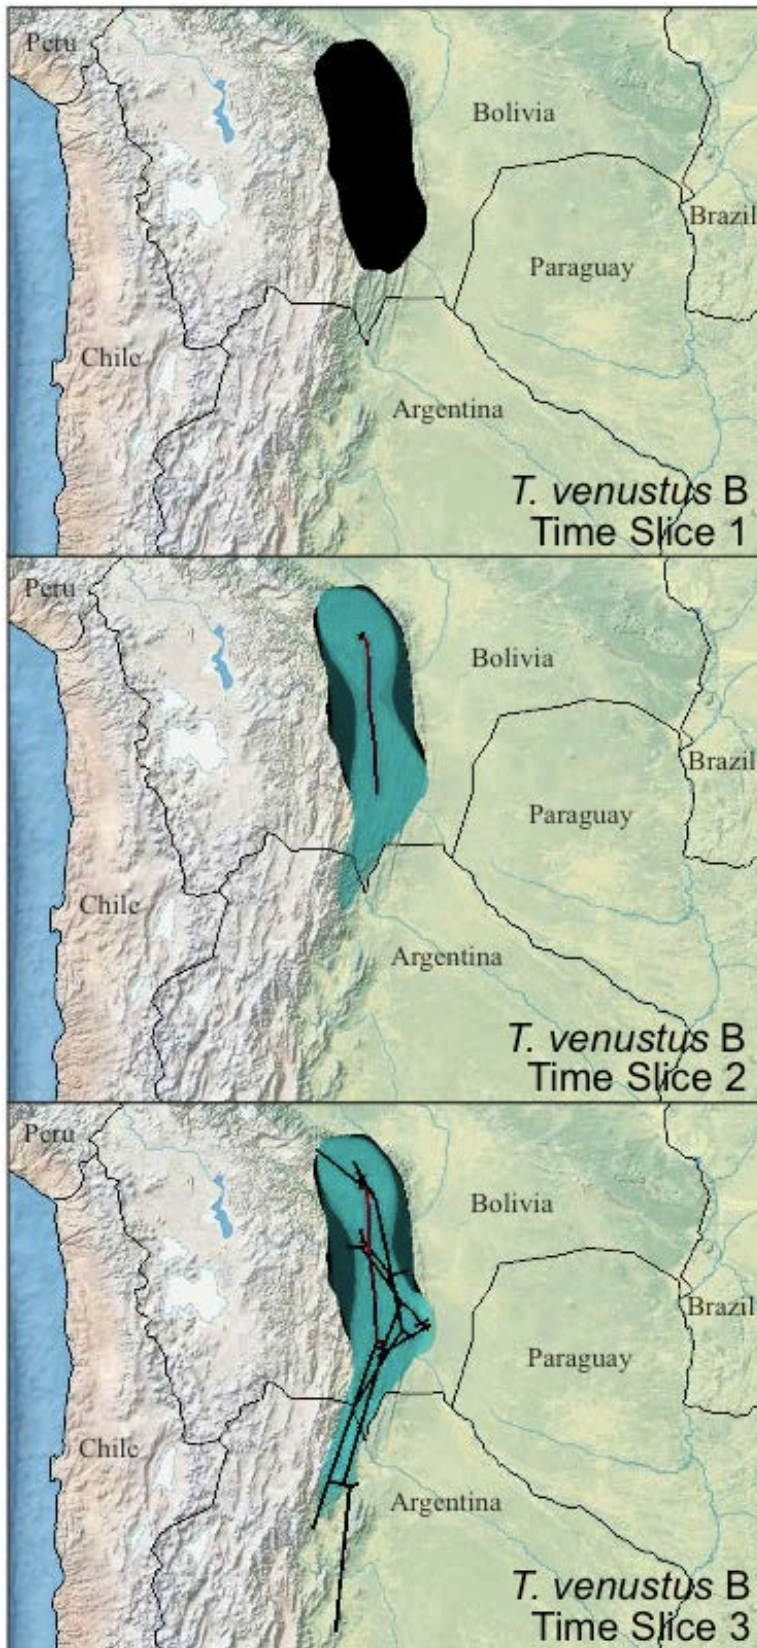 Peru
Bolivia
Brazil
Paraguay
Chile
Argentina
T. venustus B
Time Slice 1
Peru
Bolivia
Brazil
Paraguay
Chile
Argentina
T. venustus B
Time Slice 2
Peru
Bolivia
Brazil
Paraguay
Chile
Argentina
T. venustus B
Time Slice 3